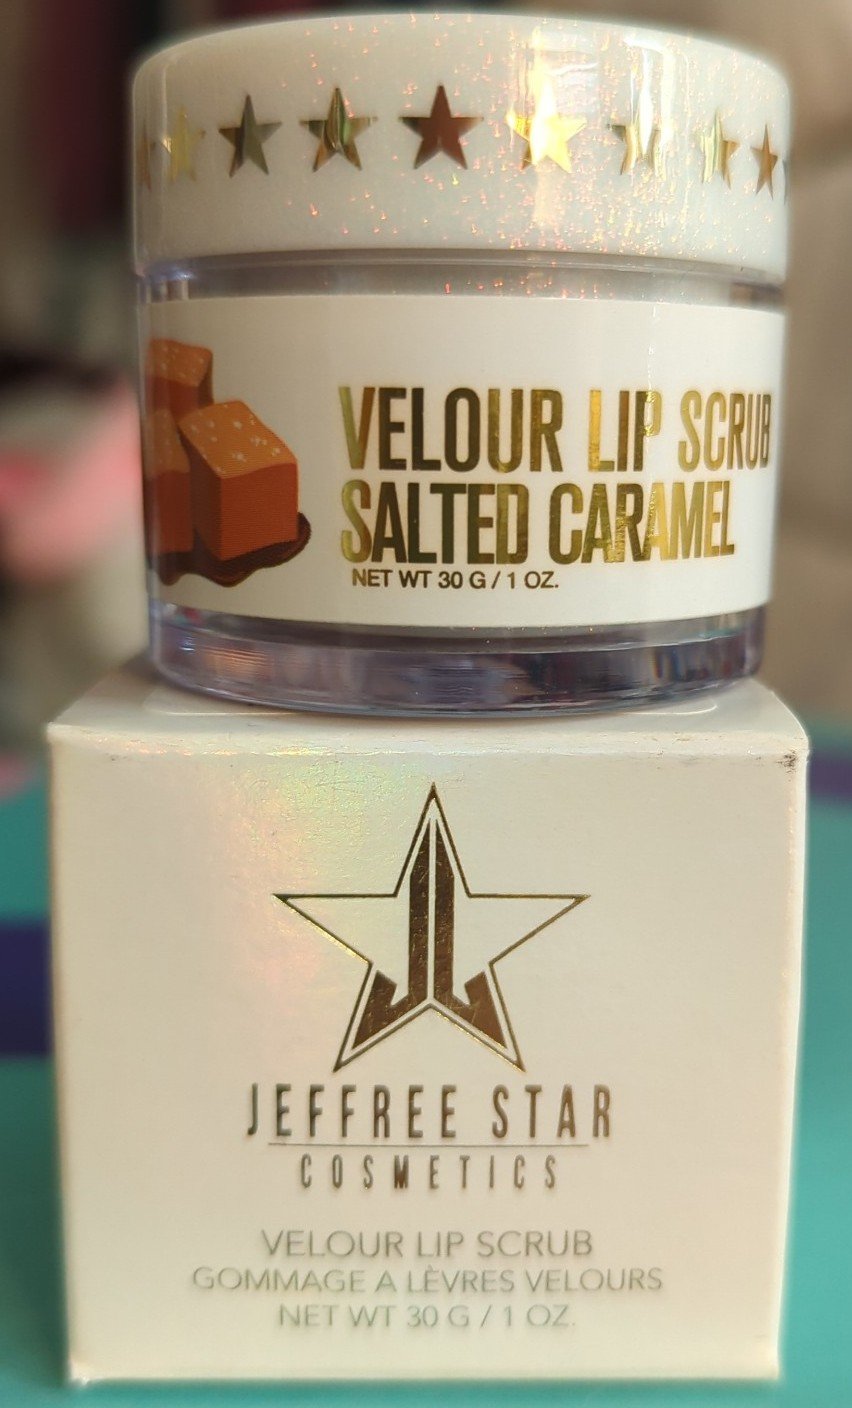 VELOUR LIP SCRUB
SALTED CARAMEL
NET WT 30 G / 1 OZ.
JEFFREE STAR
COSMETICS
VELOUR LIP SCRUB
GOMMAGE A LÈVRES VELOURS
NET WT 30 G / 1 OZ.